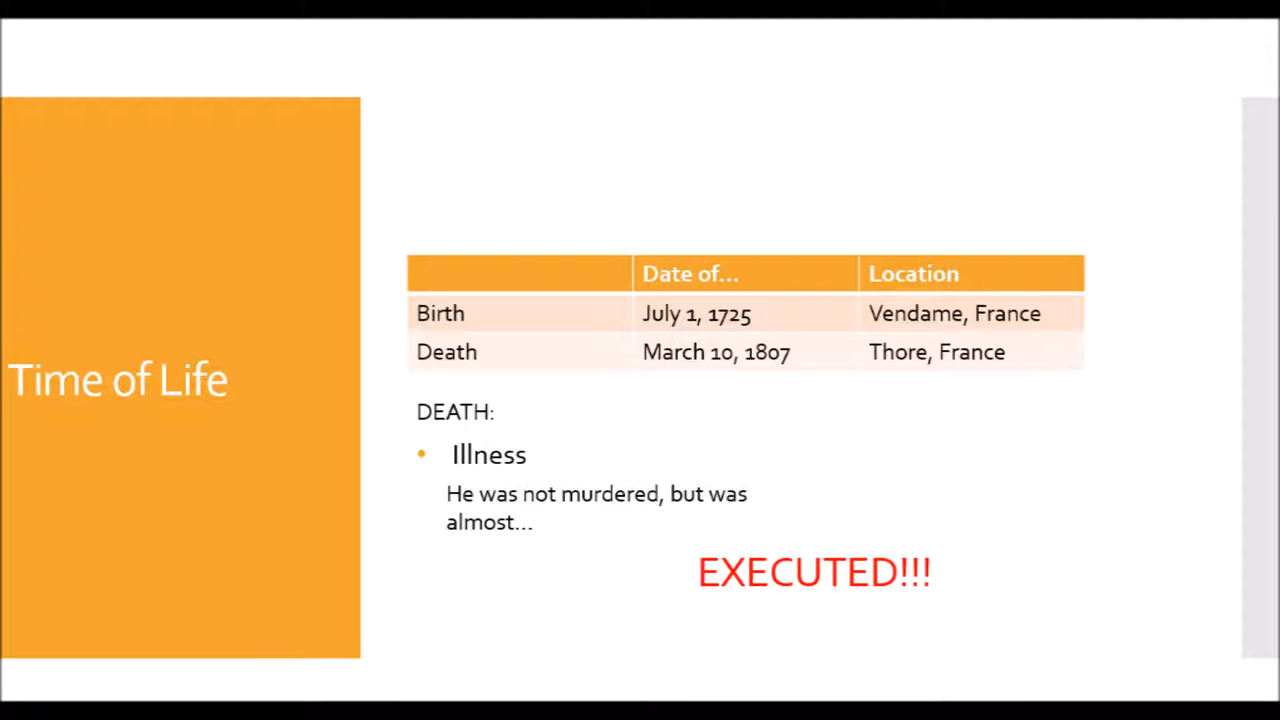 Time of Life
Date of... Location
Birth July 1, 1725 Vendame, France
Death March 10, 1807 Thore, France
DEATH:
• Illness
He was not murdered, but was
almost...
EXECUTED!!!